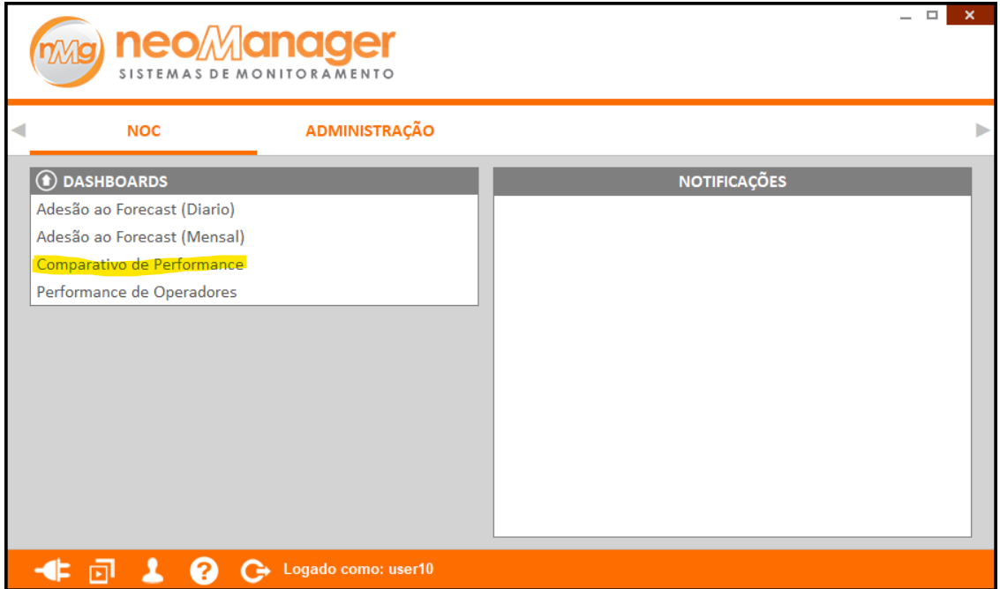 nMg neoManager
SISTEMAS DE MONITORAMENTO
NOC ADMINISTRAÇÃO
DASHBOARDS
Adesão ao Forecast (Diario)
Adesão ao Forecast (Mensal)
Comparativo de Performance
Performance de Operadores
NOTIFICAÇÕES
? Logado como: user10